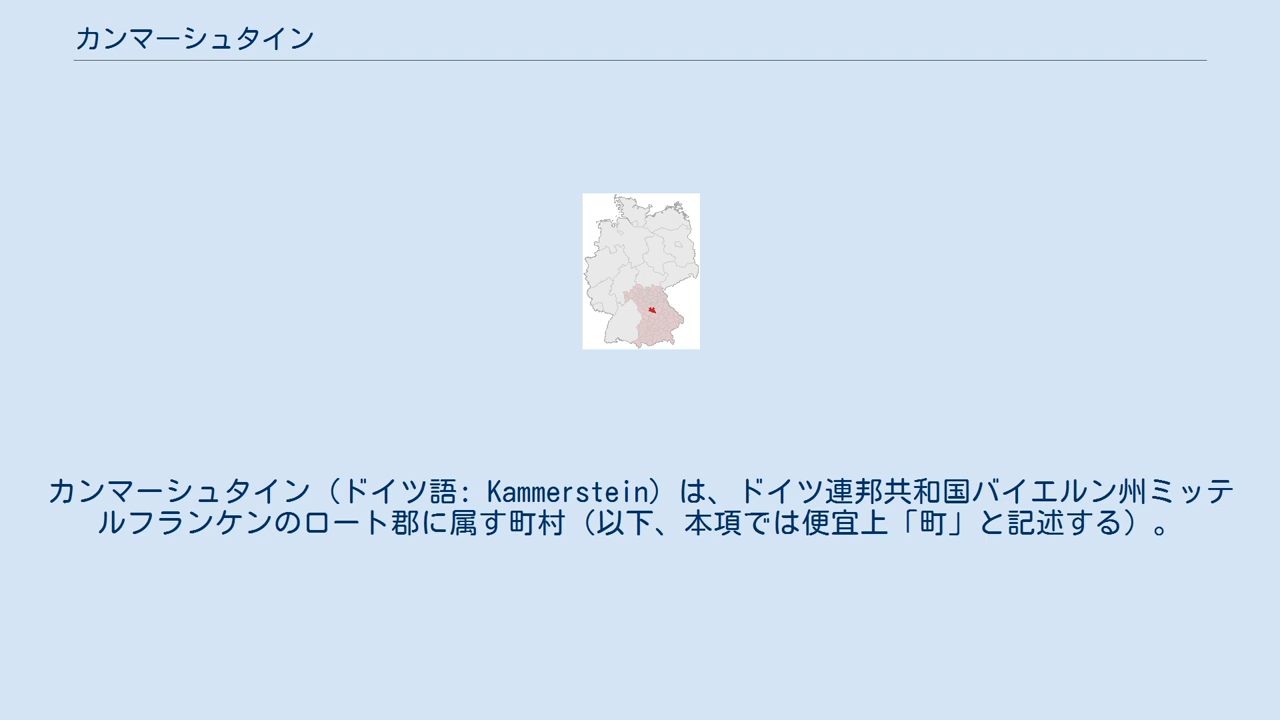 カンマーシュタイン
カンマーシュタイン（ドイツ語: Kammerstein）は、ドイツ連邦共和国バイエルン州ミッテ
ルフランケンのロート郡に属す町村（以下、本項では便宜上「町」と記述する）。